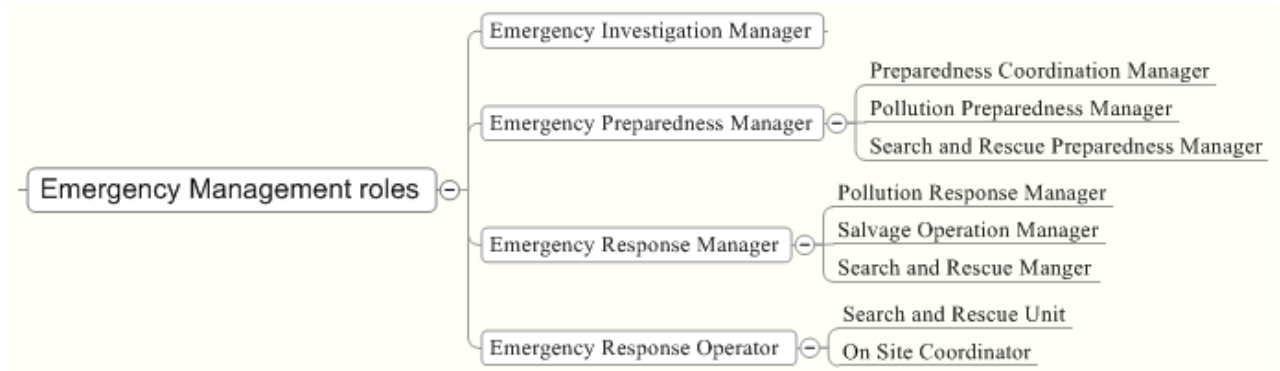 Emergency Management roles
Emergency Investigation Manager
Emergency Preparedness Manager
Preparedness Coordination Manager
Pollution Preparedness Manager
Search and Rescue Preparedness Manager
Emergency Response Manager
Pollution Response Manager
Salvage Operation Manager
Search and Rescue Manger
Emergency Response Operator
Search and Rescue Unit
On Site Coordinator